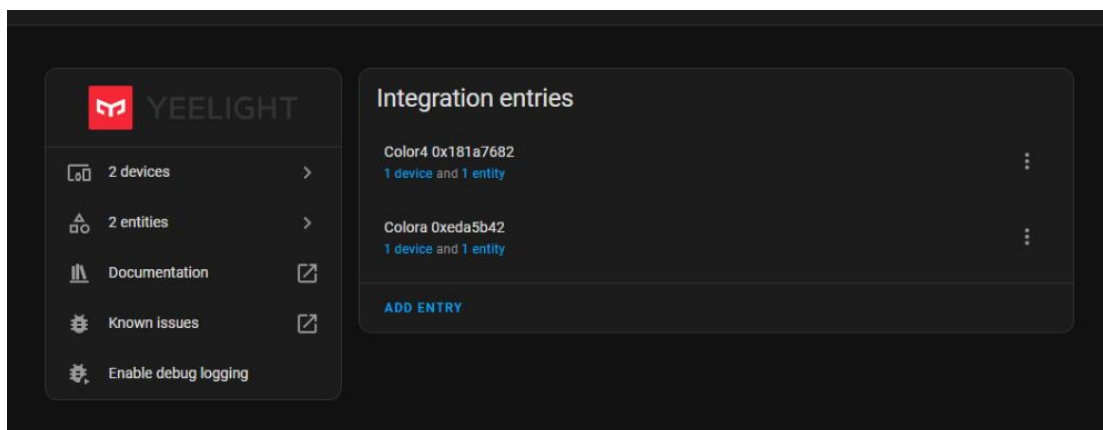 YEELIGHT
2 devices
2 entities
Documentation
Known issues
Enable debug logging
Integration entries
Color4 0x181a7682
1 device and 1 entity
Colora 0xeda5b42
1 device and 1 entity
ADD ENTRY